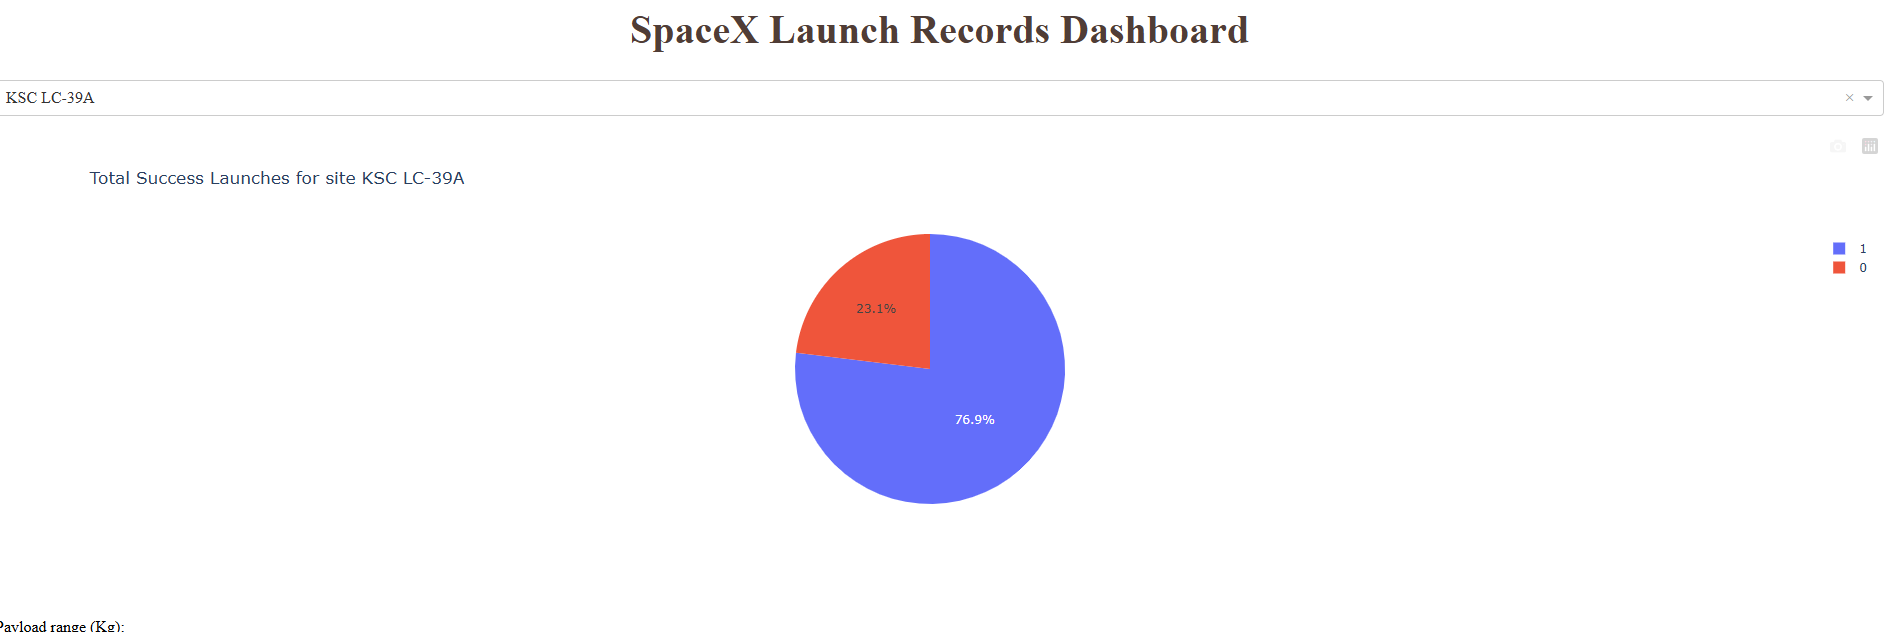 SpaceX Launch Records Dashboard
KSC LC-39A
Total Success Launches for site KSC LC-39A
1
0
23.1%
76.9%
Payload range (Kg):